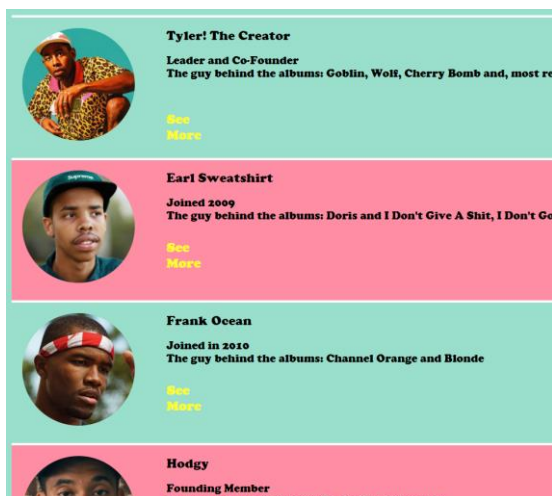 Tyler! The Creator
Leader and Co-Founder
The guy behind the albums: Goblin, Wolf, Cherry Bomb and, most re
See
More
Supreme
Earl Sweatshirt
Joined 2009
The guy behind the albums: Doris and I Don't Give A Shit, I Don't Go
See
More
Frank Ocean
Joined in 2010
The guy behind the albums: Channel Orange and Blonde
See
More
Hodgy
Founding Member